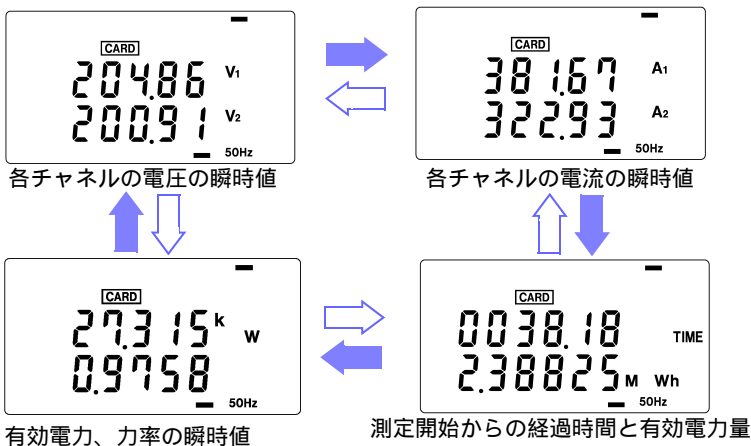 CARD
204.86 V1
200.91 V2
50Hz
各チャネルの電圧の瞬時値
CARD
381.67 A1
322.93 A2
50Hz
各チャネルの電流の瞬時値
CARD
27.315 k W
0.9758
50Hz
有効電力、力率の瞬時値
CARD
0038.18 TIME
2.38825 M Wh
50Hz
測定開始からの経過時間と有効電力量